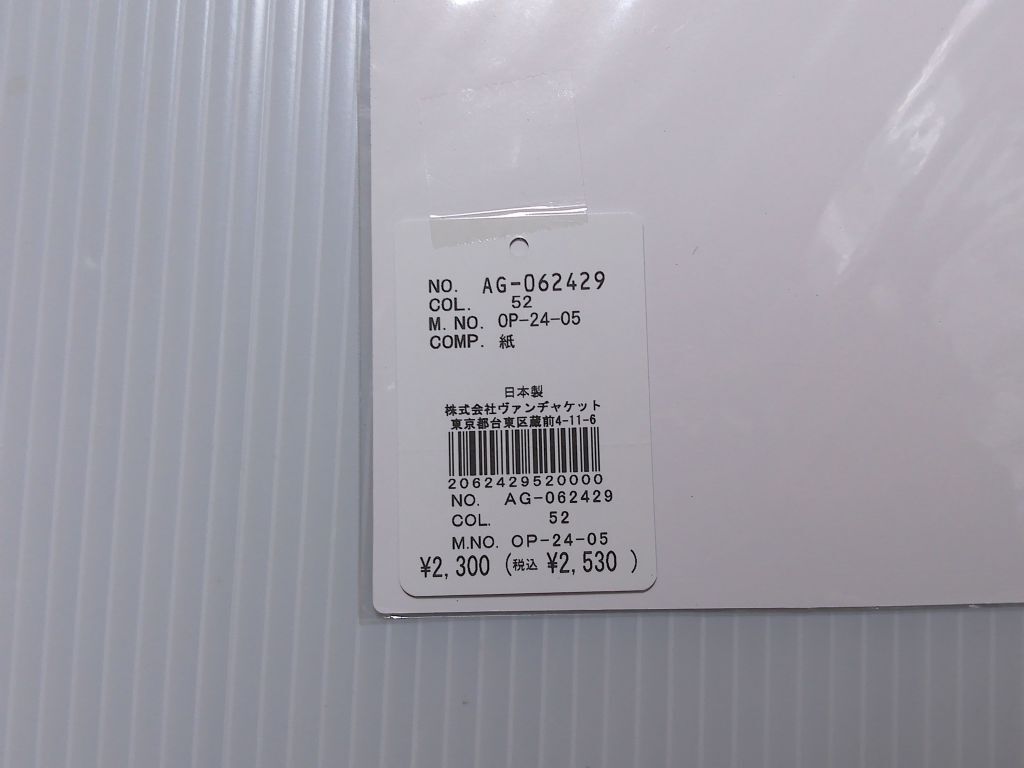 NO. AG-062429
COL. 52
M. NO. OP-24-05
COMP. 紙
日本製
株式会社ヴァンヂャケット
東京都台東区蔵前4-11-6
2062429520000
NO. AG-062429
COL. 52
M.NO. OP-24-05
¥2,300 (税込 ¥2,530 )